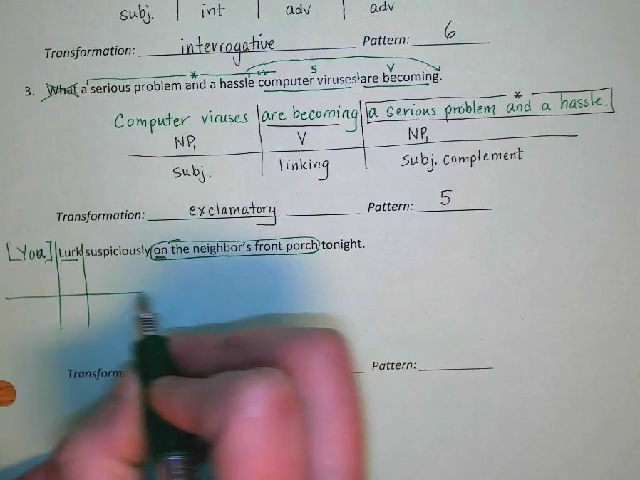 subj. | int | adv | adv
Transformation: interrogative Pattern: 6
S V
3. What a serious problem and a hassle computer viruses are becoming.
Computer viruses | are becoming | a serious problem and a hassle.
NP1 V NP1
subj. linking subj. complement
Transformation: exclamatory Pattern: 5
[You] Lurk suspiciously on the neighbor's front porch tonight.
Transform Pattern: